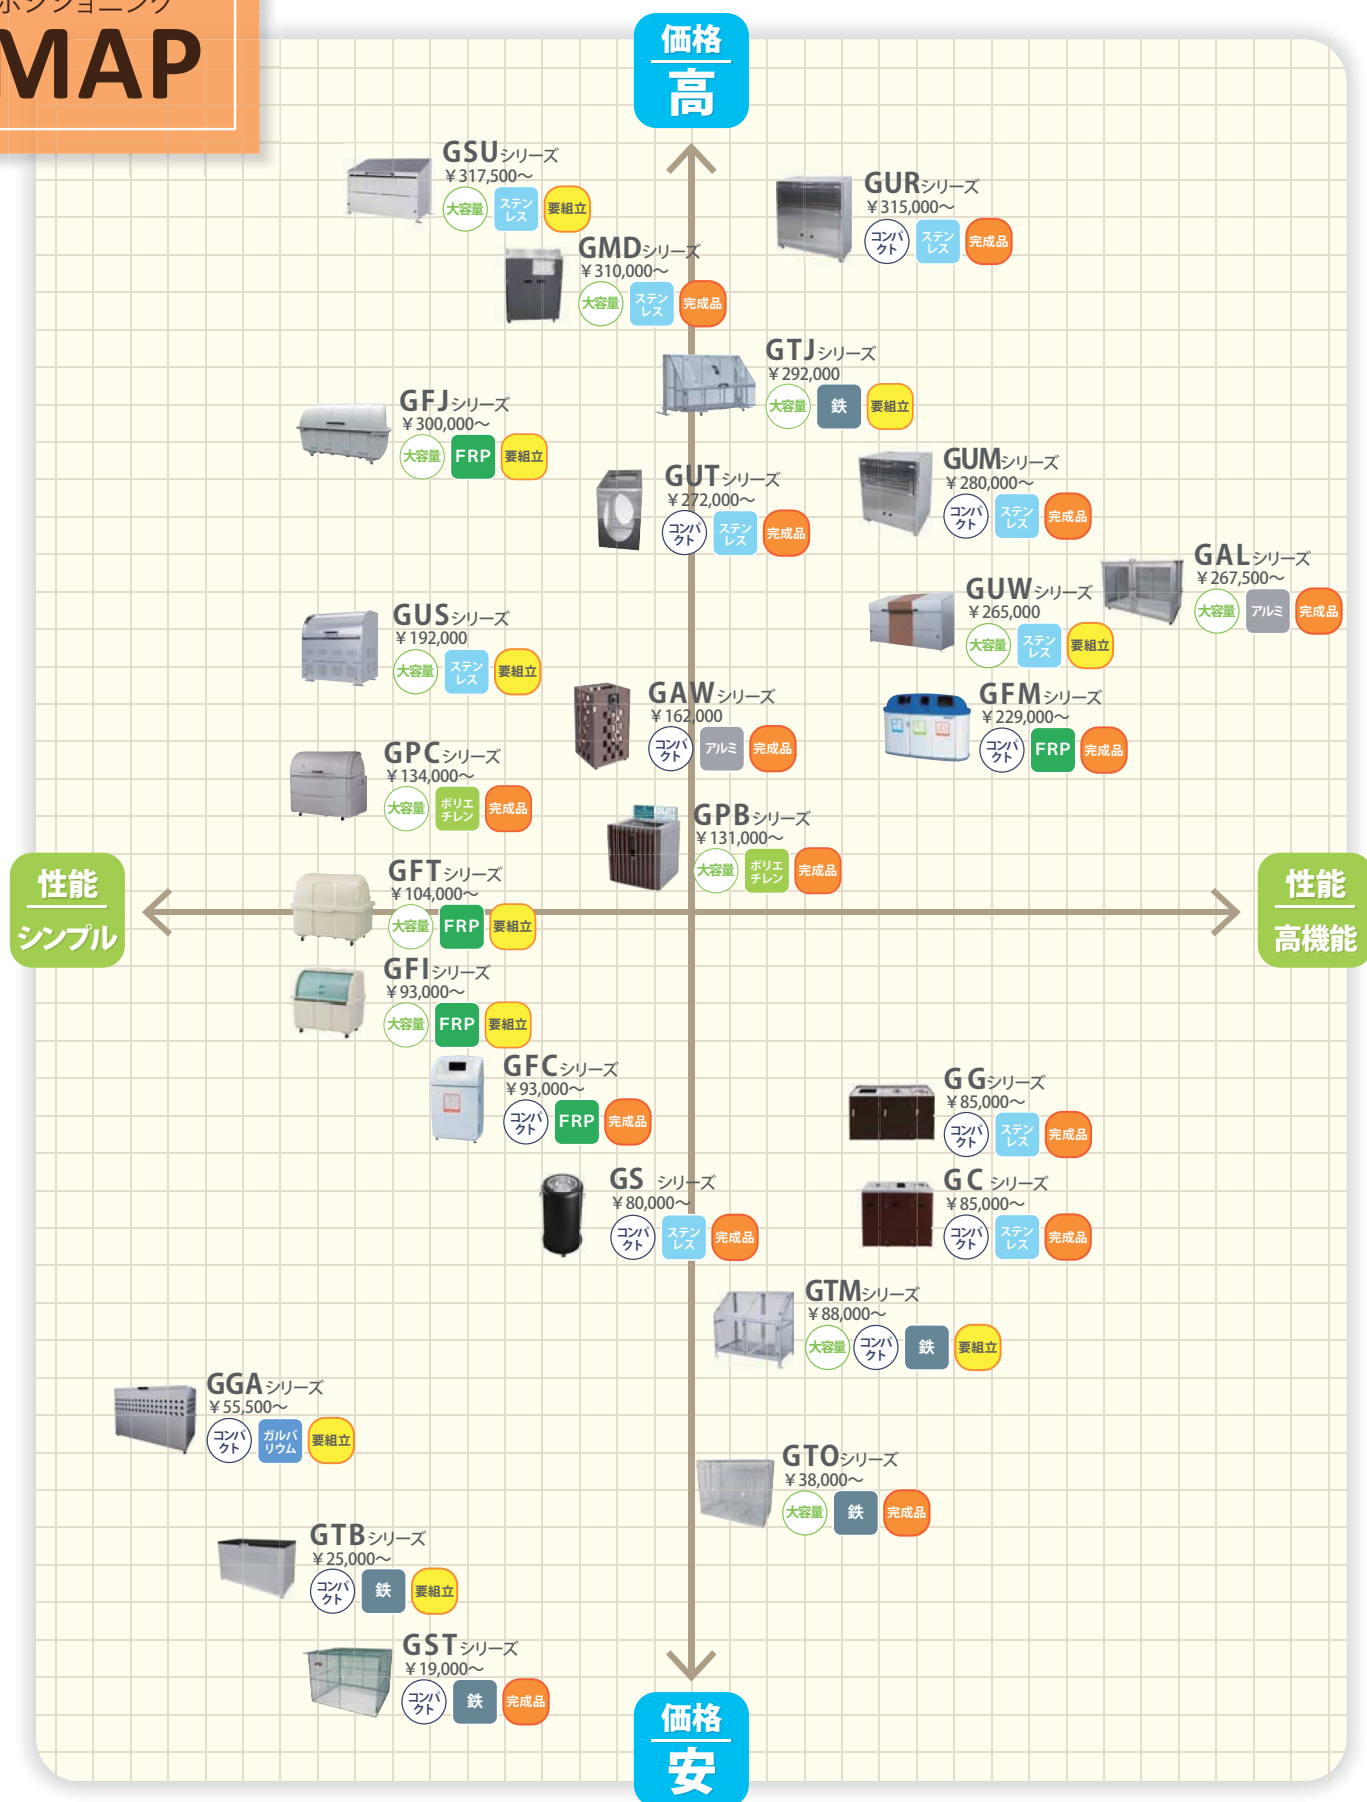 ポジショニング
MAP
価格
高
GSUシリーズ
¥317,500〜
大容量
ステン
レス
要組立
GURシリーズ
¥315,000〜
コンパ
クト
ステン
レス
完成品
GMDシリーズ
¥310,000〜
大容量
ステン
レス
完成品
GTJシリーズ
¥292,000
大容量
鉄
要組立
GFJシリーズ
¥300,000〜
大容量
FRP
要組立
GUTシリーズ
¥272,000〜
コンパ
クト
ステン
レス
完成品
GUMシリーズ
¥280,000〜
コンパ
クト
ステン
レス
完成品
GALシリーズ
¥267,500〜
大容量
アルミ
完成品
GUWシリーズ
¥265,000
大容量
ステン
レス
要組立
GUSシリーズ
¥192,000
大容量
ステン
レス
要組立
GAWシリーズ
¥162,000
コンパ
クト
アルミ
完成品
GFMシリーズ
¥229,000〜
コンパ
クト
FRP
完成品
GPCシリーズ
¥134,000〜
大容量
ポリエ
チレン
完成品
GPBシリーズ
¥131,000〜
大容量
ポリエ
チレン
完成品
性能
シンプル
GFTシリーズ
¥104,000〜
大容量
FRP
要組立
性能
高機能
GFIシリーズ
¥93,000〜
大容量
FRP
要組立
GFCシリーズ
¥93,000〜
コンパ
クト
FRP
完成品
GGシリーズ
¥85,000〜
コンパ
クト
ステン
レス
完成品
GS シリーズ
¥80,000〜
コンパ
クト
ステン
レス
完成品
GCシリーズ
¥85,000〜
コンパ
クト
ステン
レス
完成品
GTMシリーズ
¥88,000〜
大容量
コンパ
クト
鉄
要組立
GGAシリーズ
¥55,500〜
コンパ
クト
ガルバ
リウム
要組立
GTOシリーズ
¥38,000〜
大容量
鉄
完成品
GTBシリーズ
¥25,000〜
コンパ
クト
鉄
要組立
GSTシリーズ
¥19,000〜
コンパ
クト
鉄
完成品
価格
安